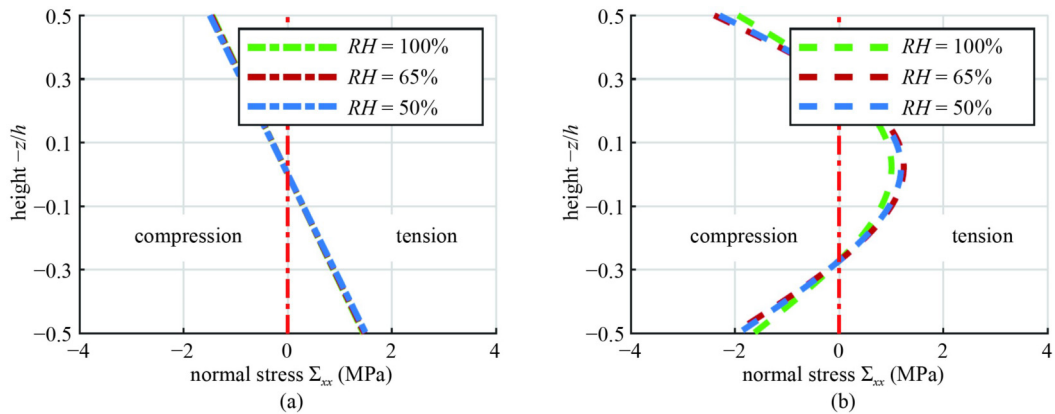 0.5
0.3
0.1
−0.1
−0.3
−0.5
height −z/h
RH = 100%
RH = 65%
RH = 50%
compression
tension
−4
−2
0
2
4
normal stress Σxx (MPa)
(a)
0.5
0.3
0.1
−0.1
−0.3
−0.5
height −z/h
RH = 100%
RH = 65%
RH = 50%
compression
tension
−4
−2
0
2
4
normal stress Σxx (MPa)
(b)